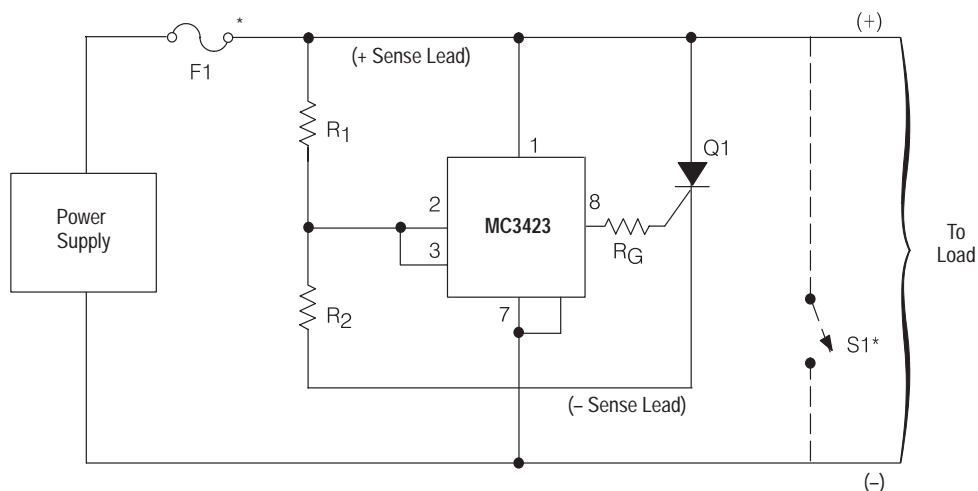 *
(+)
F1
(+ Sense Lead)
R1
1
Q1
Power
Supply
2
MC3423
8
3
RG
To
Load
R2
7
S1*
(– Sense Lead)
(–)